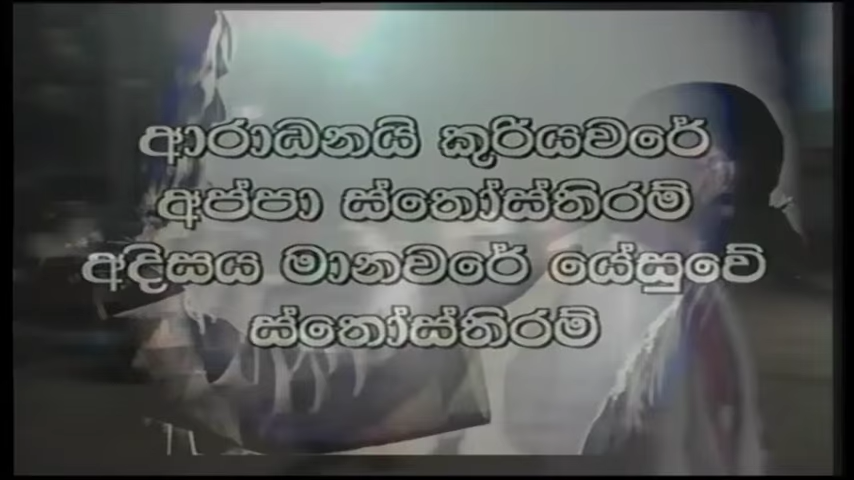 ආරාධනයි කූරියවරේ
අප්පා ස්තෝස්තිරම්
අදිසය මානවරේ යේසුවේ
ස්තෝස්තිරම්